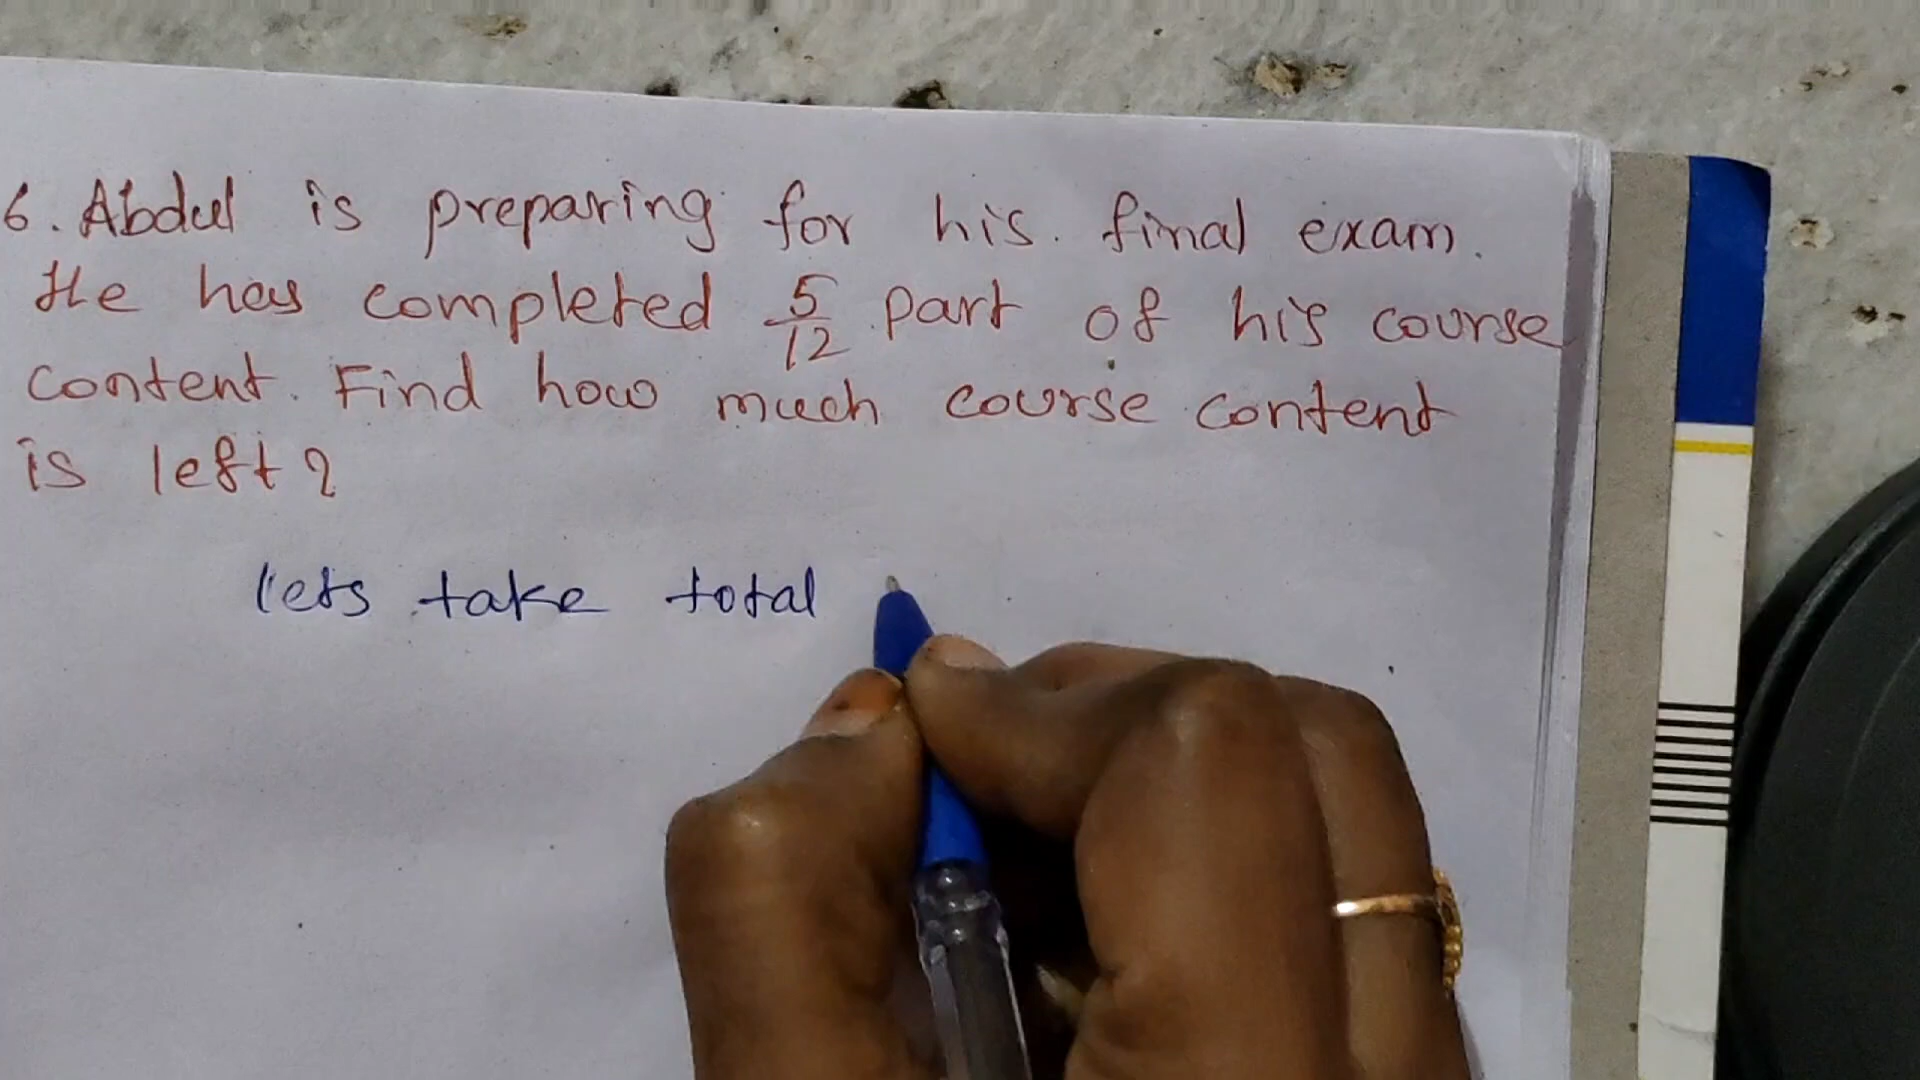 6. Abdul is preparing for his final exam.
He has completed 5/12 part of his course
content. Find how much course content
is left?
lets take total